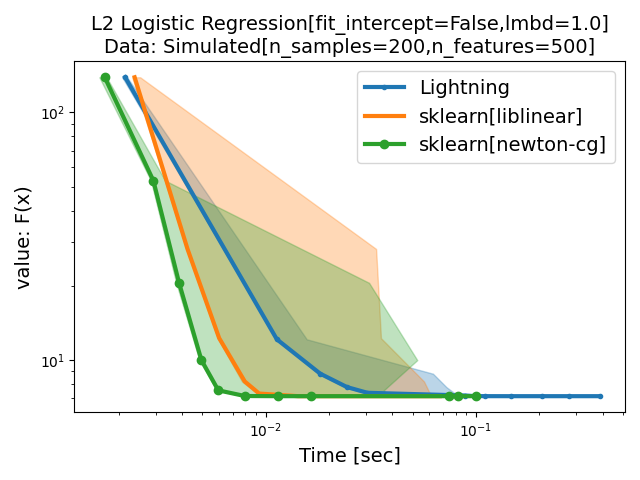 L2 Logistic Regression[fit_intercept=False,lmbd=1.0]
Data: Simulated[n_samples=200,n_features=500]
Lightning
sklearn[liblinear]
sklearn[newton-cg]
value: F(x)
10²
10¹
10⁻²
10⁻¹
Time [sec]